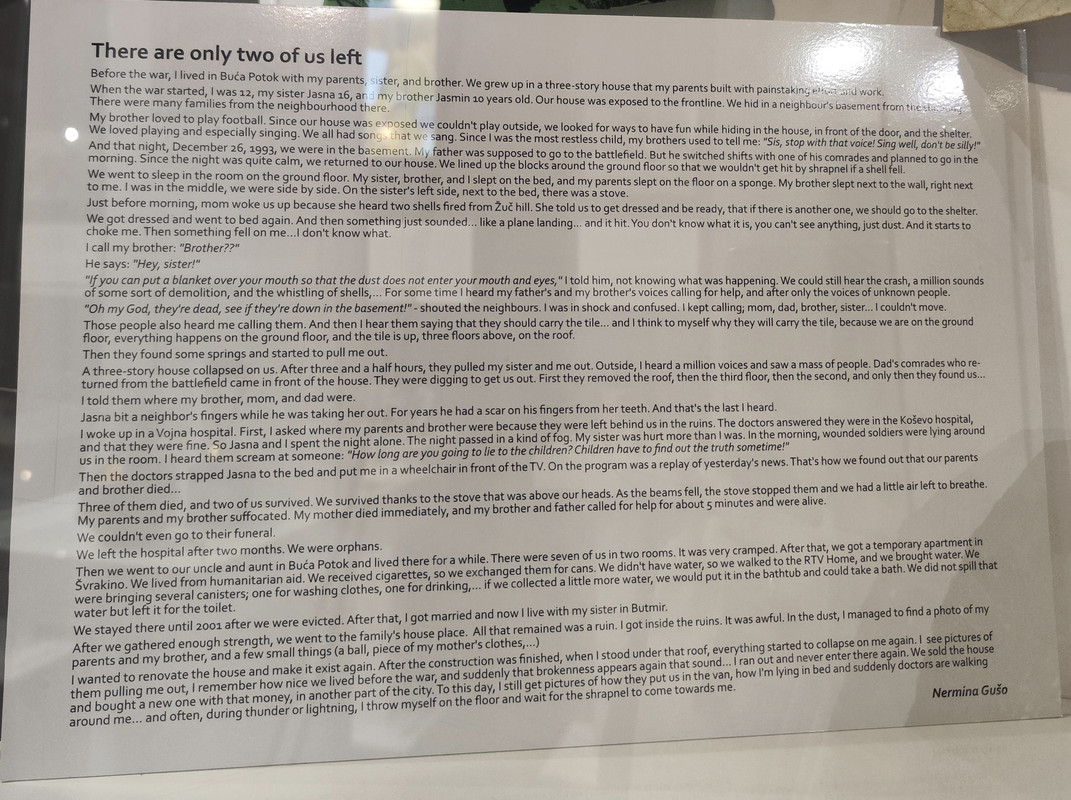 There are only two of us left
Before the war, I lived in Buća Potok with my parents, sister, and brother. We grew up in a three-story house that my parents built with painstaking effort and work.
When the war started, I was 12, my sister Jasna 16, and my brother Jasmin 10 years old. Our house was exposed to the frontline. We hid in a neighbour's basement from the
There were many families from the neighbourhood there.
My brother loved to play football. Since our house was exposed we couldn't play outside, we looked for ways to have fun while hiding in the house, in front of the door, and the shelter.
We loved playing and especially singing. We all had songs that we sang. Since I was the most restless child, my brothers used to tell me: "Sis, stop with that voice! Sing well, don't be silly!"
And that night, December 26, 1993, we were in the basement. My father was supposed to go to the battlefield. But he switched shifts with one of his comrades and planned to go in the
morning. Since the night was quite calm, we returned to our house. We lined up the blocks around the ground floor so that we wouldn't get hit by shrapnel if a shell fell.
We went to sleep in the room on the ground floor. My sister, brother, and I slept on the bed, and my parents slept on the floor on a sponge. My brother slept next to the wall, right next
to me. I was in the middle, we were side by side. On the sister's left side, next to the bed, there was a stove.
Just before morning, mom woke us up because she heard two shells fired from Žuč hill. She told us to get dressed and be ready, that if there is another one, we should go to the shelter.
We got dressed and went to bed again. And then something just sounded... like a plane landing... and it hit. You don't know what it is, you can't see anything, just dust. And it starts to
choke me. Then something fell on me...I don't know what.
I call my brother: "Brother??"
He says: "Hey, sister!"
"If you can put a blanket over your mouth so that the dust does not enter your mouth and eyes," I told him, not knowing what was happening. We could still hear the crash, a million sounds
of some sort of demolition, and the whistling of shells,... For some time I heard my father's and my brother's voices calling for help, and after only the voices of unknown people.
"Oh my God, they're dead, see if they're down in the basement!" - shouted the neighbours. I was in shock and confused. I kept calling; mom, dad, brother, sister... I couldn't move.
Those people also heard me calling them. And then I hear them saying that they should carry the tile... and I think to myself why they will carry the tile, because we are on the ground
floor, everything happens on the ground floor, and the tile is up, three floors above, on the roof.
Then they found some springs and started to pull me out.
A three-story house collapsed on us. After three and a half hours, they pulled my sister and me out. Outside, I heard a million voices and saw a mass of people. Dad's comrades who re-
turned from the battlefield came in front of the house. They were digging to get us out. First they removed the roof, then the third floor, then the second, and only then they found us...
I told them where my brother, mom, and dad were.
Jasna bit a neighbor's fingers while he was taking her out. For years he had a scar on his fingers from her teeth. And that's the last I heard.
I woke up in a Vojna hospital. First, I asked where my parents and brother were because they were left behind us in the ruins. The doctors answered they were in the Koševo hospital,
and that they were fine. So Jasna and I spent the night alone. The night passed in a kind of fog. My sister was hurt more than I was. In the morning, wounded soldiers were lying around
us in the room. I heard them scream at someone: "How long are you going to lie to the children? Children have to find out the truth sometime!"
Then the doctors strapped Jasna to the bed and put me in a wheelchair in front of the TV. On the program was a replay of yesterday's news. That's how we found out that our parents
and brother died...
Three of them died, and two of us survived. We survived thanks to the stove that was above our heads. As the beams fell, the stove stopped them and we had a little air left to breathe.
My parents and my brother suffocated. My mother died immediately, and my brother and father called for help for about 5 minutes and were alive.
We couldn't even go to their funeral.
We left the hospital after two months. We were orphans.
Then we went to our uncle and aunt in Buća Potok and lived there for a while. There were seven of us in two rooms. It was very cramped. After that, we got a temporary apartment in
Švrakino. We lived from humanitarian aid. We received cigarettes, so we exchanged them for cans. We didn't have water, so we walked to the RTV Home, and we brought water. We
were bringing several canisters; one for washing clothes, one for drinking,... if we collected a little more water, we would put it in the bathtub and could take a bath. We did not spill that
water but left it for the toilet.
We stayed there until 2001 after we were evicted. After that, I got married and now I live with my sister in Butmir.
After we gathered enough strength, we went to the family's house place. All that remained was a ruin. I got inside the ruins. It was awful. In the dust, I managed to find a photo of my
parents and my brother, and a few small things (a ball, piece of my mother's clothes,...)
I wanted to renovate the house and make it exist again. After the construction was finished, when I stood under that roof, everything started to collapse on me again. I see pictures of
them pulling me out, I remember how nice we lived before the war, and suddenly that brokenness appears again that sound... I ran out and never enter there again. We sold the house
and bought a new one with that money, in another part of the city. To this day, I still get pictures of how they put us in the van, how I'm lying in bed and suddenly doctors are walking
around me... and often, during thunder or lightning, I throw myself on the floor and wait for the shrapnel to come towards me.
Nermina Gušo